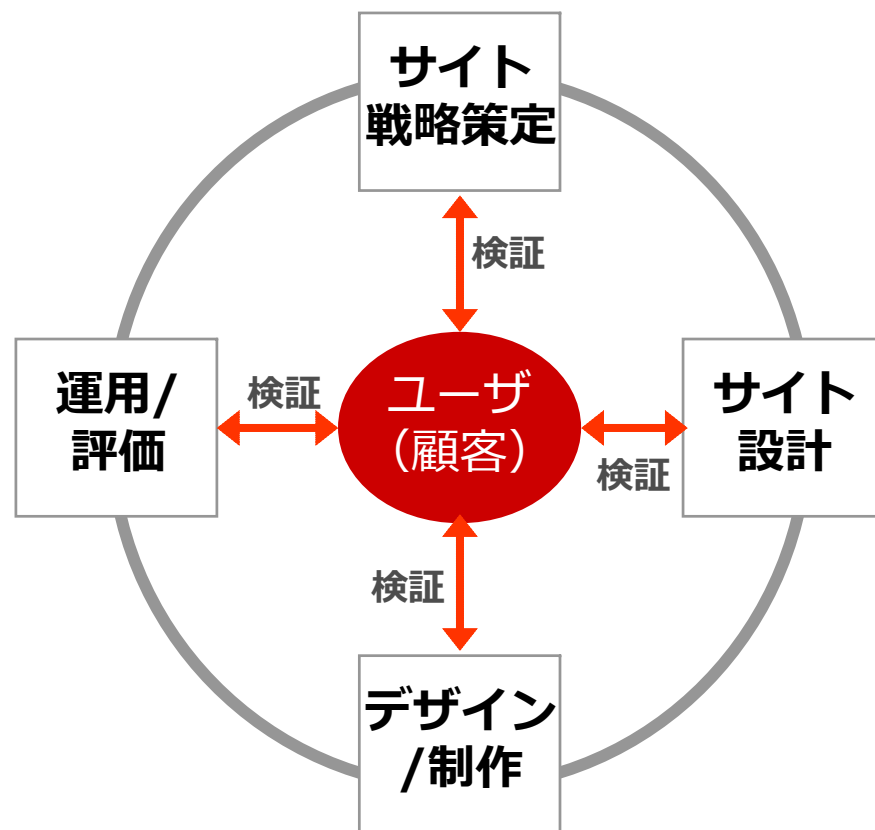 サイト
戦略策定
検証
運用/
評価
検証
ユーザ
（顧客）
検証
サイト
設計
検証
デザイン
/制作